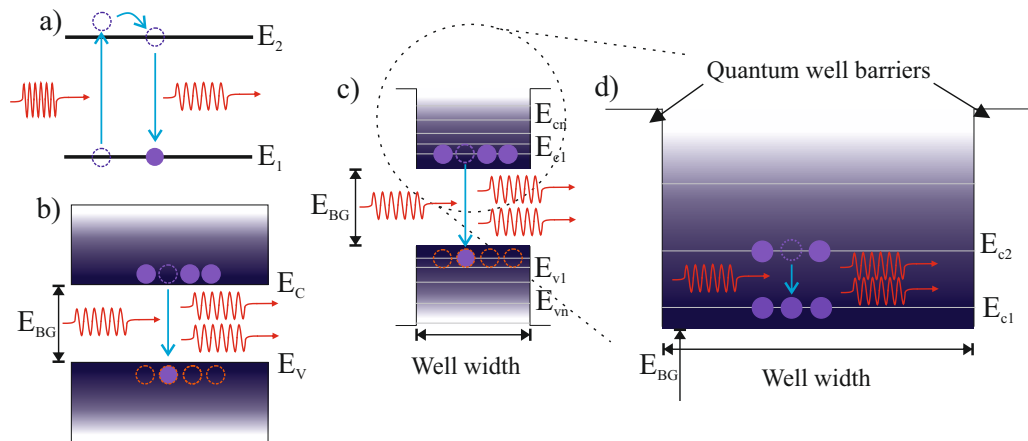 a)
E2
E1
b)
EC
EBG
EV
c)
Ecn
Ec1
EBG
Ev1
Evn
Well width
d)
Quantum well barriers
Ec2
Ec1
EBG
Well width